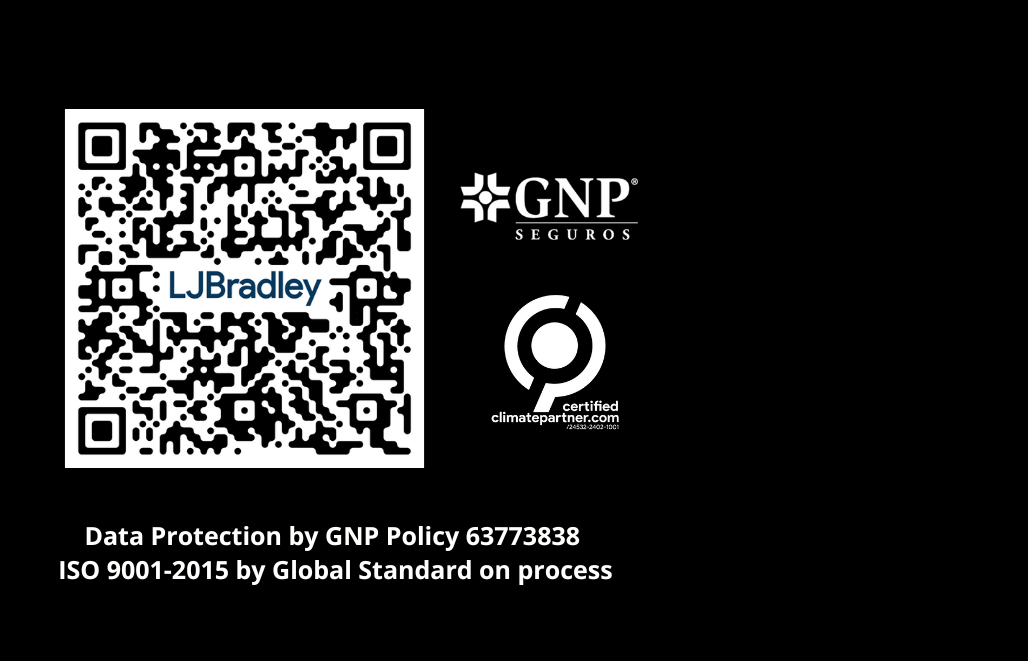 LJBradley
GNP®
SEGUROS
certified
climatepartner.com
/24532-2402-1001
Data Protection by GNP Policy 63773838
ISO 9001-2015 by Global Standard on process